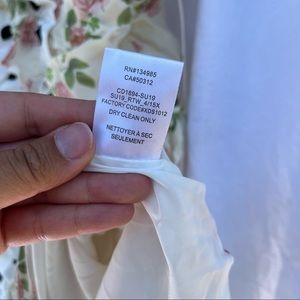 RN#134985
CA#50312
CD1894-SU19
SU19_RTW_4/15X
FACTORY CODE#KDS1012
DRY CLEAN ONLY
NETTOYER À SEC
SEULEMENT